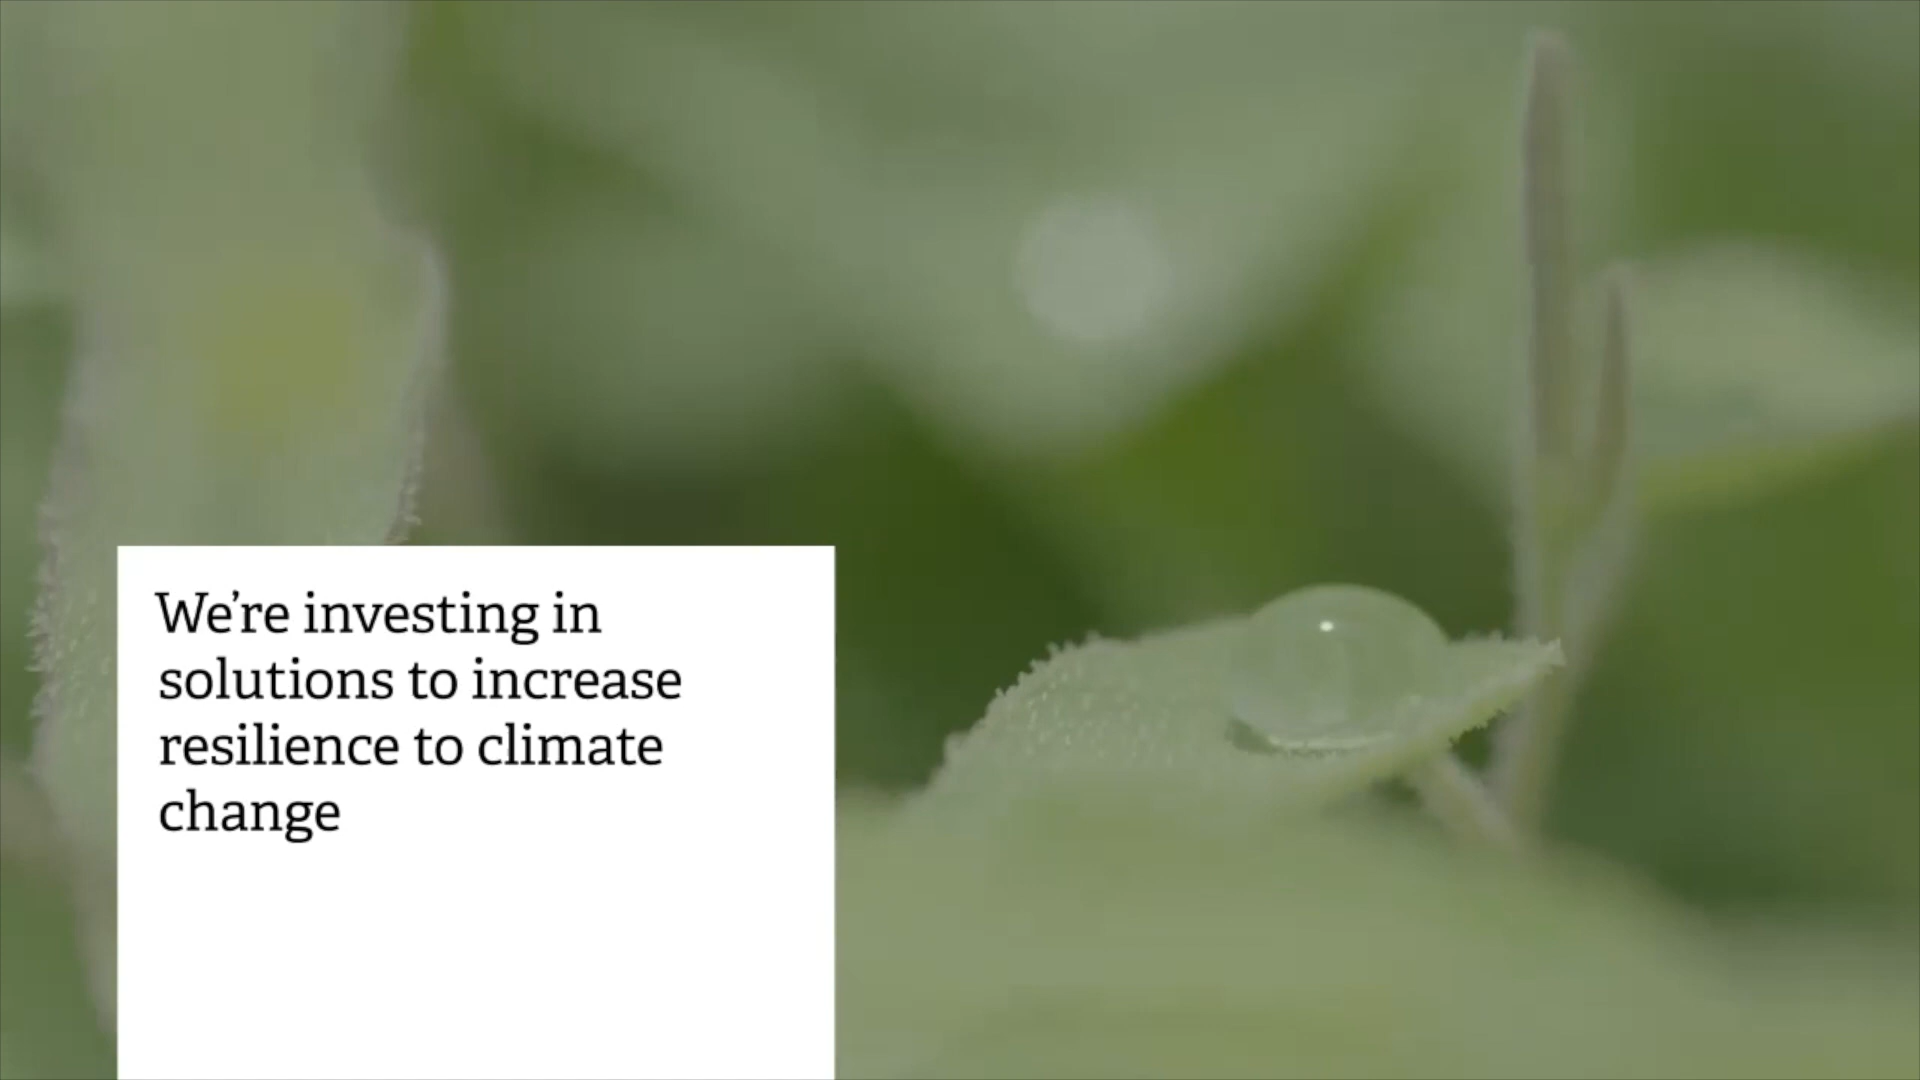 We’re investing in
solutions to increase
resilience to climate
change